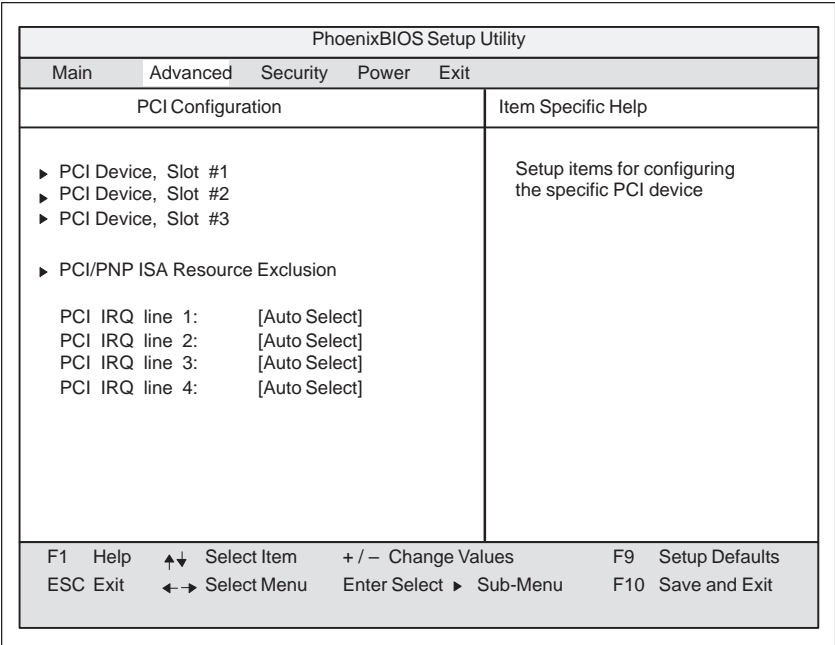 PhoenixBIOS Setup Utility
Main Advanced Security Power Exit
PCI Configuration
Item Specific Help
PCI Device, Slot #1
PCI Device, Slot #2
PCI Device, Slot #3
PCI/PNP ISA Resource Exclusion
PCI IRQ line 1: [Auto Select]
PCI IRQ line 2: [Auto Select]
PCI IRQ line 3: [Auto Select]
PCI IRQ line 4: [Auto Select]
Setup items for configuring
the specific PCI device
F1 Help Select Item + / – Change Values F9 Setup Defaults
ESC Exit Select Menu Enter Select Sub-Menu F10 Save and Exit